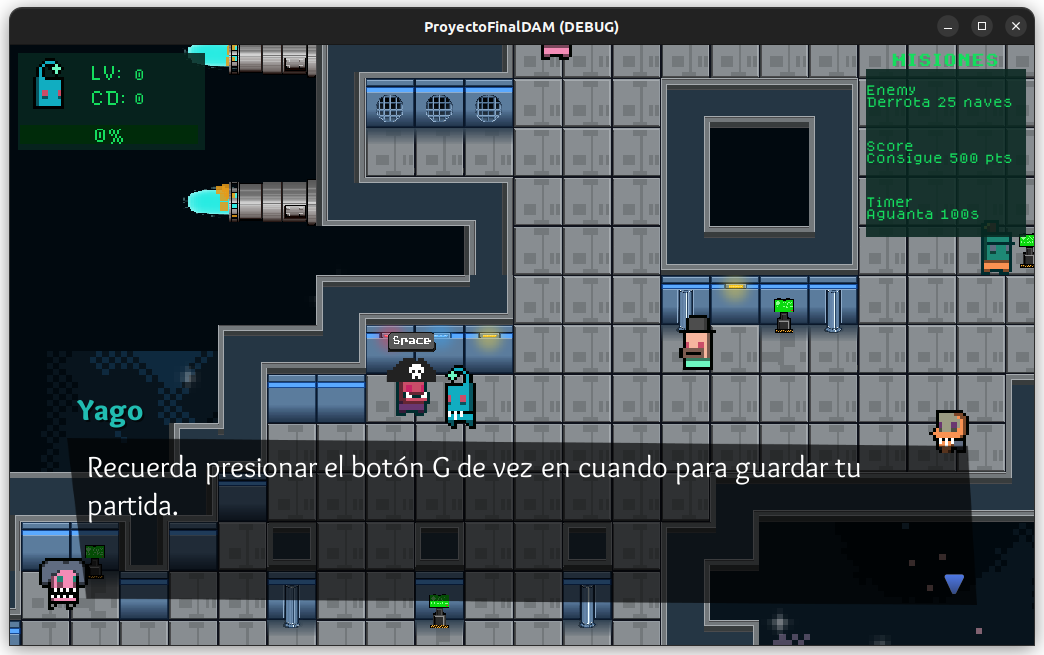 ProyectoFinalDAM (DEBUG)
LV: 0
CD: 0
0%
MISIONES
Enemy
Derrota 25 naves
Score
Consigue 500 pts
Timer
Aguanta 100s
Space
Yago
Recuerda presionar el botón G de vez en cuando para guardar tu
partida.